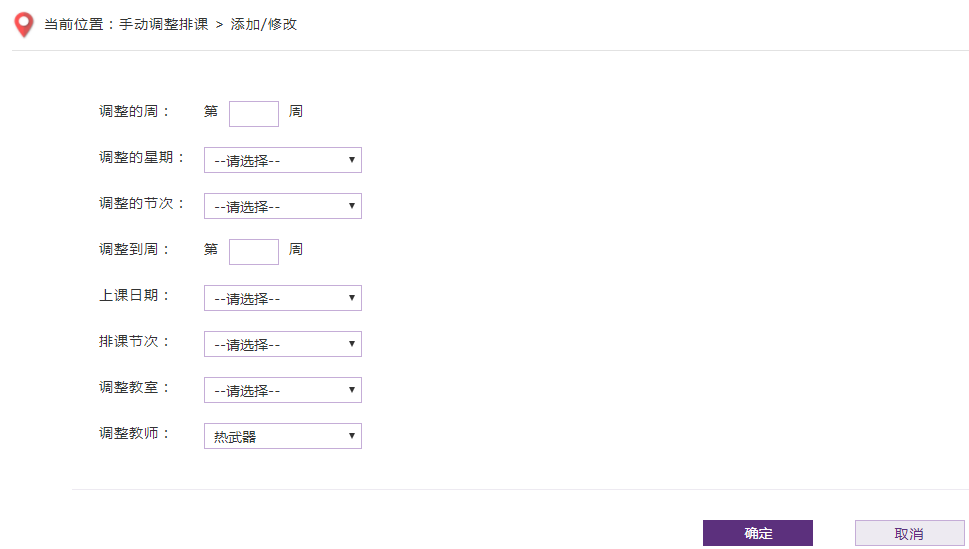 当前位置：手动调整排课 > 添加/修改
调整的周： 第 周
调整的星期： --请选择--
调整的节次： --请选择--
调整到周： 第 周
上课日期： --请选择--
排课节次： --请选择--
调整教室： --请选择--
调整教师： 热武器
确定 取消